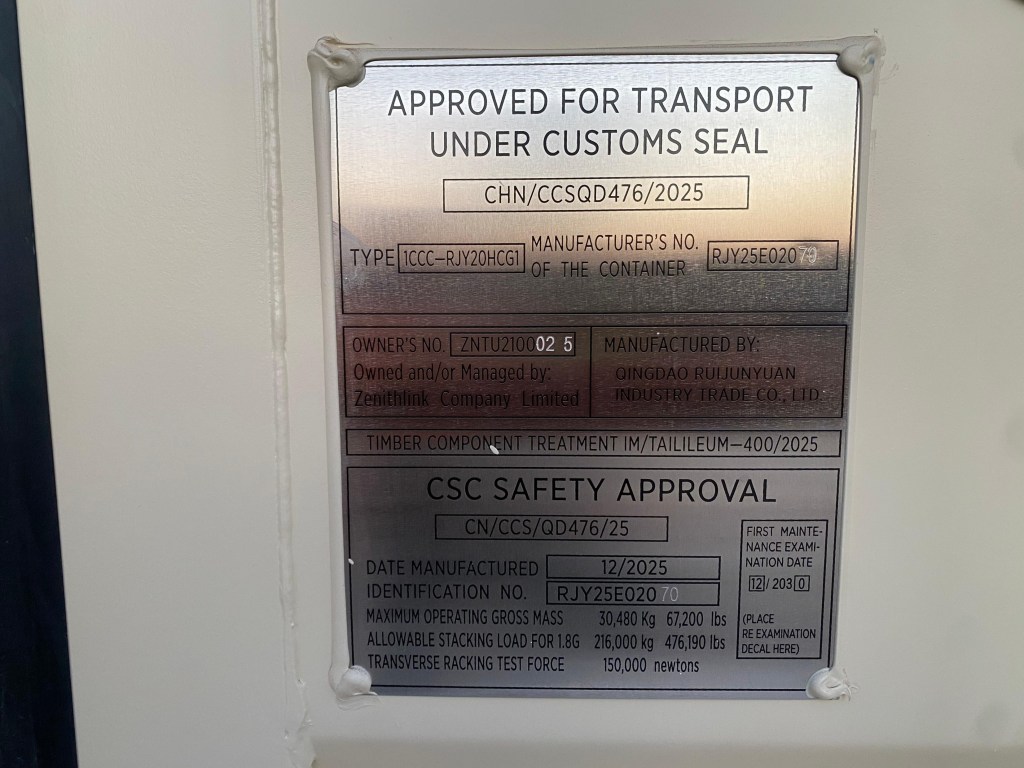 APPROVED FOR TRANSPORT
UNDER CUSTOMS SEAL
CHN/CCSQD476/2025
TYPE 1CCC-RJY20HCG1 MANUFACTURER'S NO. OF THE CONTAINER RJY25E02070
OWNER'S NO. ZNTU210002 5
Owned and/or Managed by:
Zenithlink Company Limited
MANUFACTURED BY:
QINGDAO RUIJUNYUAN
INDUSTRY TRADE CO., LTD
TIMBER COMPONENT TREATMENT IM/TAILILEUM-400/2025
CSC SAFETY APPROVAL
CN/CCS/QD476/25
DATE MANUFACTURED 12/2025
IDENTIFICATION NO. RJY25E02070
MAXIMUM OPERATING GROSS MASS 30,480 Kg 67,200 lbs
ALLOWABLE STACKING LOAD FOR 1.8G 216,000 kg 476,190 lbs
TRANSVERSE RACKING TEST FORCE 150,000 newtons
FIRST MAINTE-
NANCE EXAMI-
NATION DATE
12/2030
(PLACE
RE EXAMINATION
DECAL HERE)